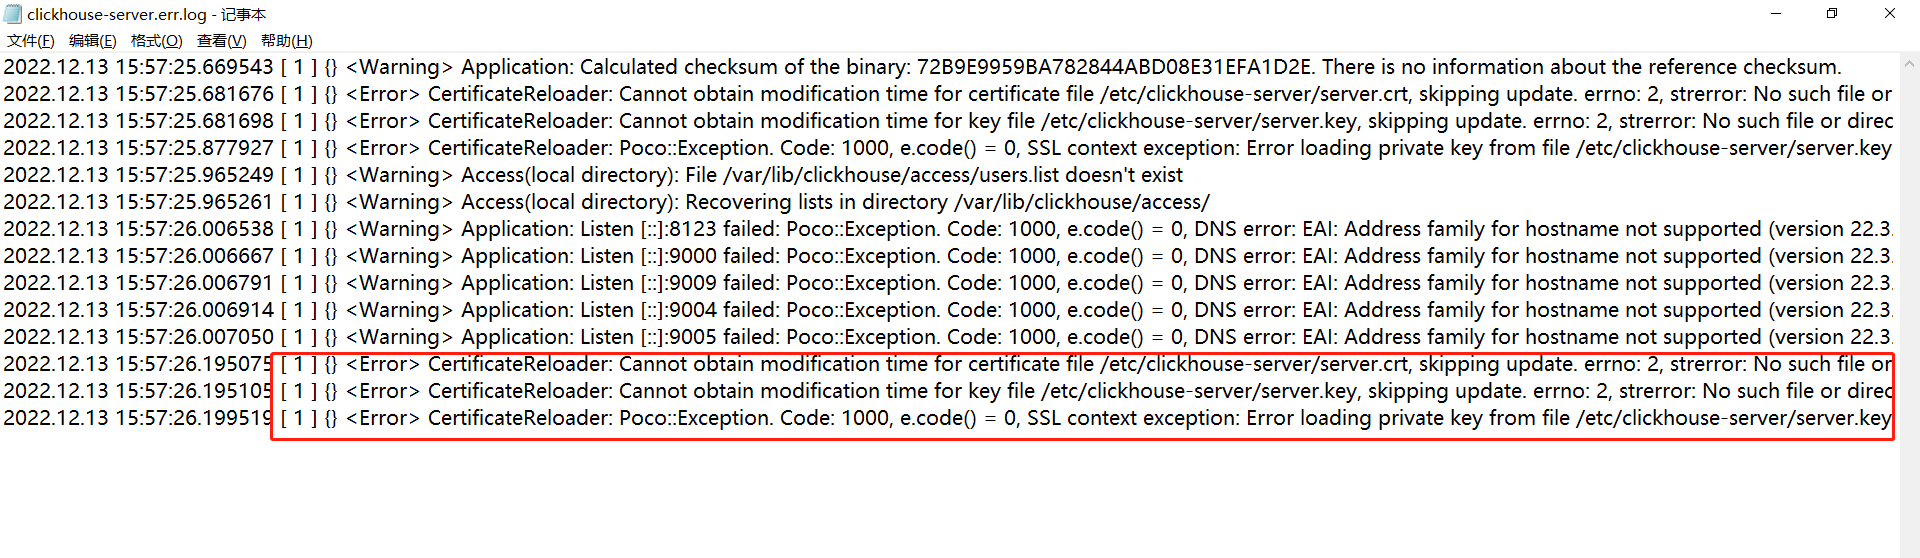 clickhouse-server.err.log - 记事本
文件(F) 编辑(E) 格式(O) 查看(V) 帮助(H)
2022.12.13 15:57:25.669543 [ 1 ] {} <Warning> Application: Calculated checksum of the binary: 72B9E9959BA782844ABD08E31EFA1D2E. There is no information about the reference checksum.
2022.12.13 15:57:25.681676 [ 1 ] {} <Error> CertificateReloader: Cannot obtain modification time for certificate file /etc/clickhouse-server/server.crt, skipping update. errno: 2, strerror: No such file or
2022.12.13 15:57:25.681698 [ 1 ] {} <Error> CertificateReloader: Cannot obtain modification time for key file /etc/clickhouse-server/server.key, skipping update. errno: 2, strerror: No such file or direc
2022.12.13 15:57:25.877927 [ 1 ] {} <Error> CertificateReloader: Poco::Exception. Code: 1000, e.code() = 0, SSL context exception: Error loading private key from file /etc/clickhouse-server/server.key
2022.12.13 15:57:25.965249 [ 1 ] {} <Warning> Access(local directory): File /var/lib/clickhouse/access/users.list doesn't exist
2022.12.13 15:57:25.965261 [ 1 ] {} <Warning> Access(local directory): Recovering lists in directory /var/lib/clickhouse/access/
2022.12.13 15:57:26.006538 [ 1 ] {} <Warning> Application: Listen [::]:8123 failed: Poco::Exception. Code: 1000, e.code() = 0, DNS error: EAI: Address family for hostname not supported (version 22.3.
2022.12.13 15:57:26.006667 [ 1 ] {} <Warning> Application: Listen [::]:9000 failed: Poco::Exception. Code: 1000, e.code() = 0, DNS error: EAI: Address family for hostname not supported (version 22.3.
2022.12.13 15:57:26.006791 [ 1 ] {} <Warning> Application: Listen [::]:9009 failed: Poco::Exception. Code: 1000, e.code() = 0, DNS error: EAI: Address family for hostname not supported (version 22.3.
2022.12.13 15:57:26.006914 [ 1 ] {} <Warning> Application: Listen [::]:9004 failed: Poco::Exception. Code: 1000, e.code() = 0, DNS error: EAI: Address family for hostname not supported (version 22.3.
2022.12.13 15:57:26.007050 [ 1 ] {} <Warning> Application: Listen [::]:9005 failed: Poco::Exception. Code: 1000, e.code() = 0, DNS error: EAI: Address family for hostname not supported (version 22.3.
2022.12.13 15:57:26.195075 [ 1 ] {} <Error> CertificateReloader: Cannot obtain modification time for certificate file /etc/clickhouse-server/server.crt, skipping update. errno: 2, strerror: No such file or
2022.12.13 15:57:26.195105 [ 1 ] {} <Error> CertificateReloader: Cannot obtain modification time for key file /etc/clickhouse-server/server.key, skipping update. errno: 2, strerror: No such file or direc
2022.12.13 15:57:26.199519 [ 1 ] {} <Error> CertificateReloader: Poco::Exception. Code: 1000, e.code() = 0, SSL context exception: Error loading private key from file /etc/clickhouse-server/server.key